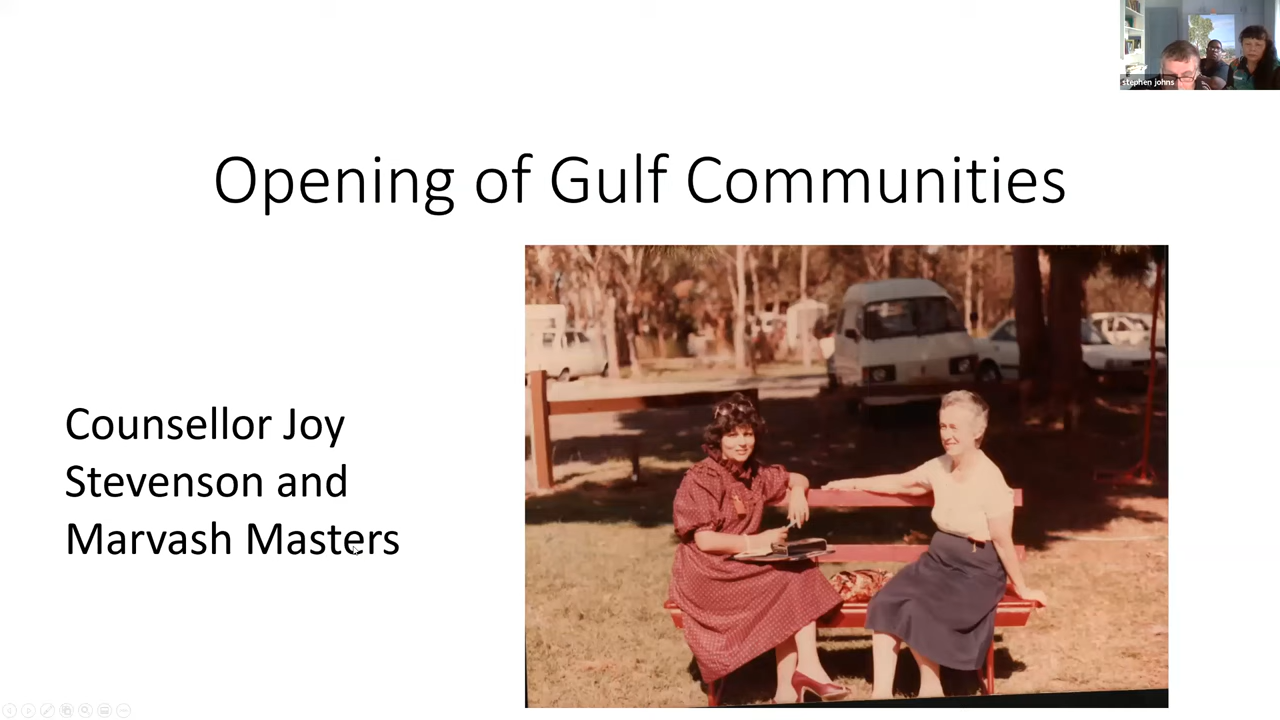 stephen johns
Opening of Gulf Communities
Counsellor Joy
Stevenson and
Marvash Masters